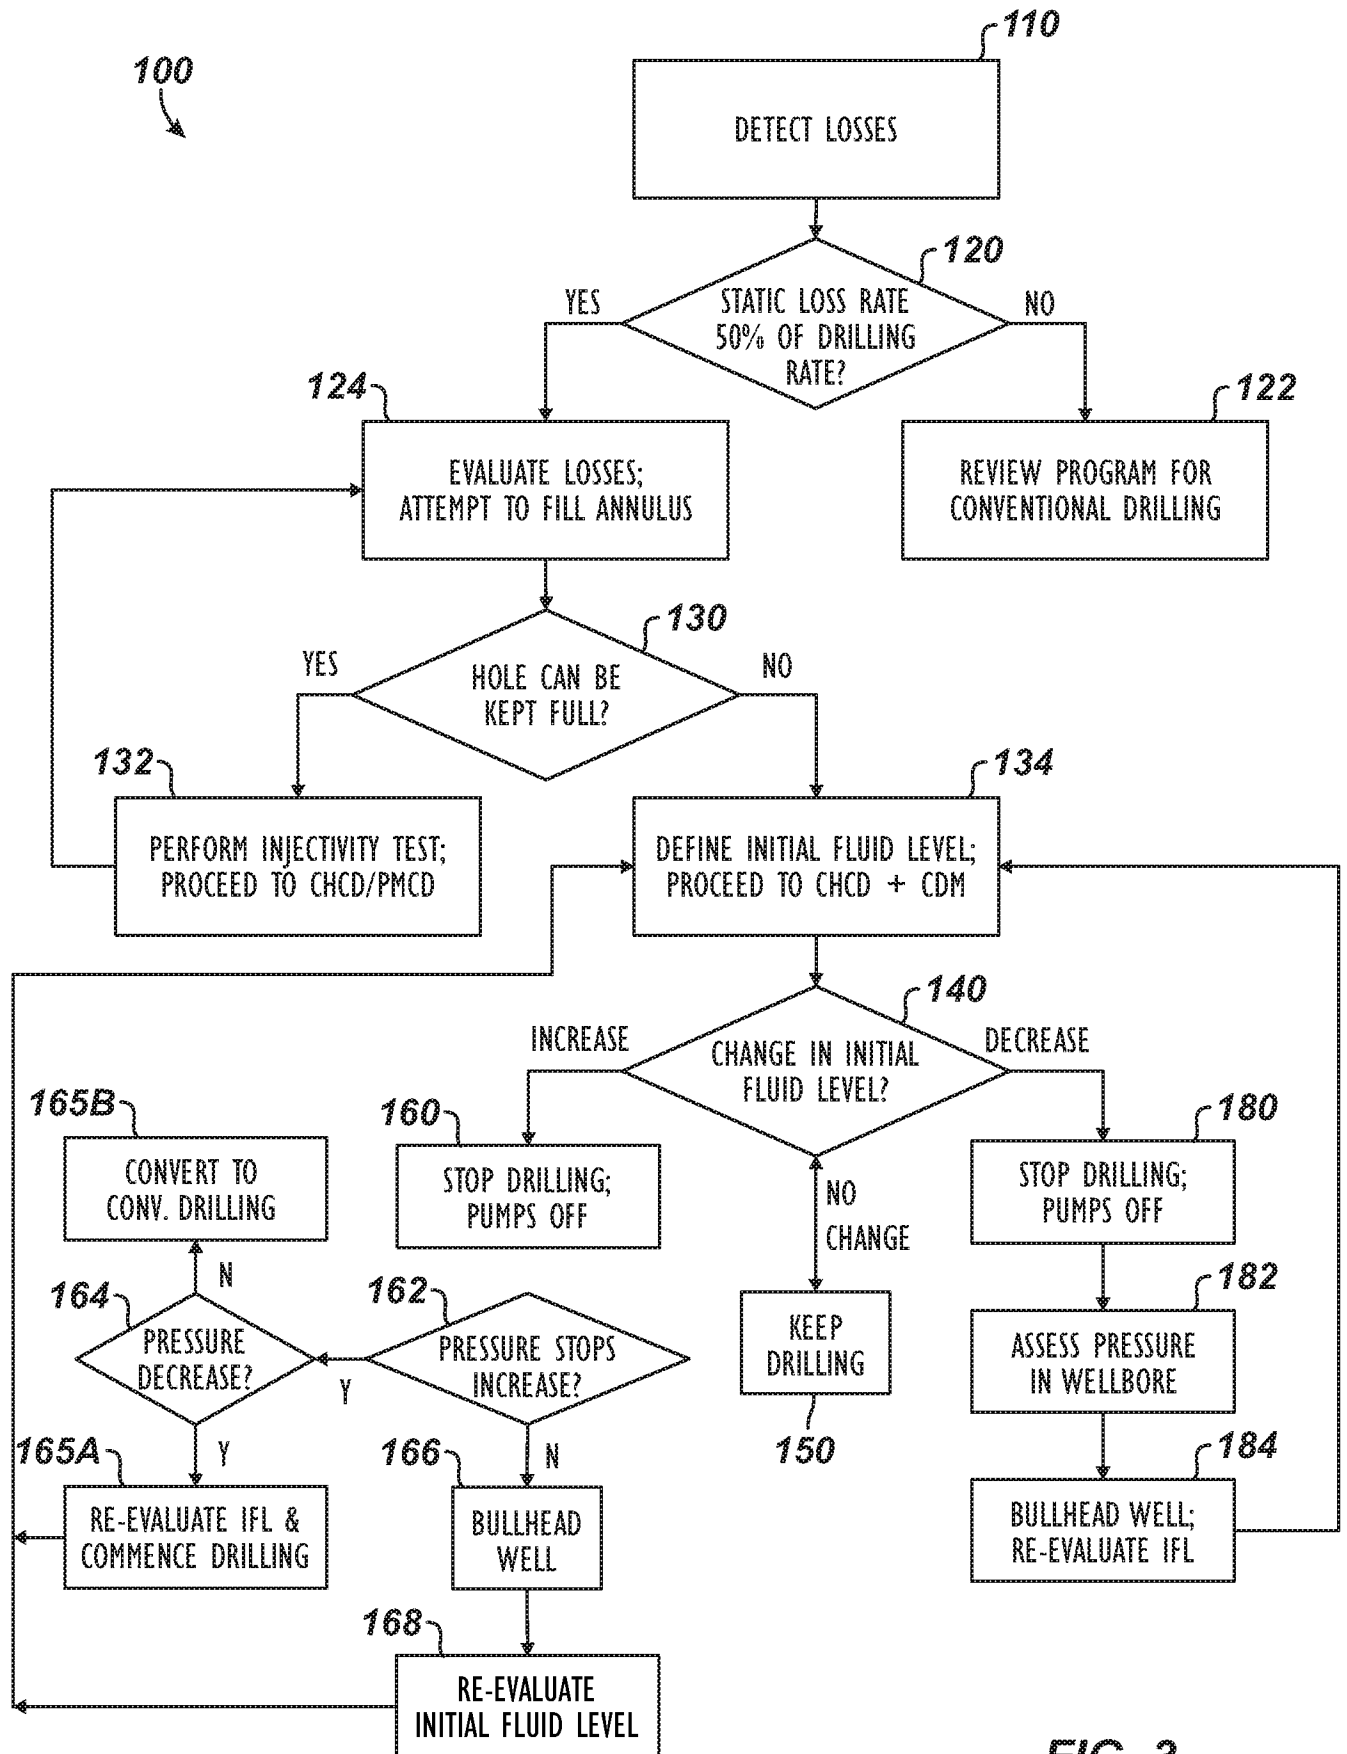 110
100
DETECT LOSSES
120
YES
STATIC LOSS RATE
50% OF DRILLING
RATE?
NO
124
122
EVALUATE LOSSES;
ATTEMPT TO FILL ANNULUS
REVIEW PROGRAM FOR
CONVENTIONAL DRILLING
130
YES
HOLE CAN BE
KEPT FULL?
NO
132
134
PERFORM INJECTIVITY TEST;
PROCEED TO CHCD/PMCD
DEFINE INITIAL FLUID LEVEL;
PROCEED TO CHCD + CDM
140
INCREASE
CHANGE IN INITIAL
FLUID LEVEL?
DECREASE
165B
160
180
CONVERT TO
CONV. DRILLING
STOP DRILLING;
PUMPS OFF
NO
CHANGE
STOP DRILLING;
PUMPS OFF
N
164
162
182
PRESSURE
DECREASE?
Y
PRESSURE STOPS
INCREASE?
KEEP
DRILLING
ASSESS PRESSURE
IN WELLBORE
165A
Y
166
N
150
184
RE-EVALUATE IFL &
COMMENCE DRILLING
BULLHEAD
WELL
BULLHEAD WELL;
RE-EVALUATE IFL
168
RE-EVALUATE
INITIAL FLUID LEVEL
FIG. 3